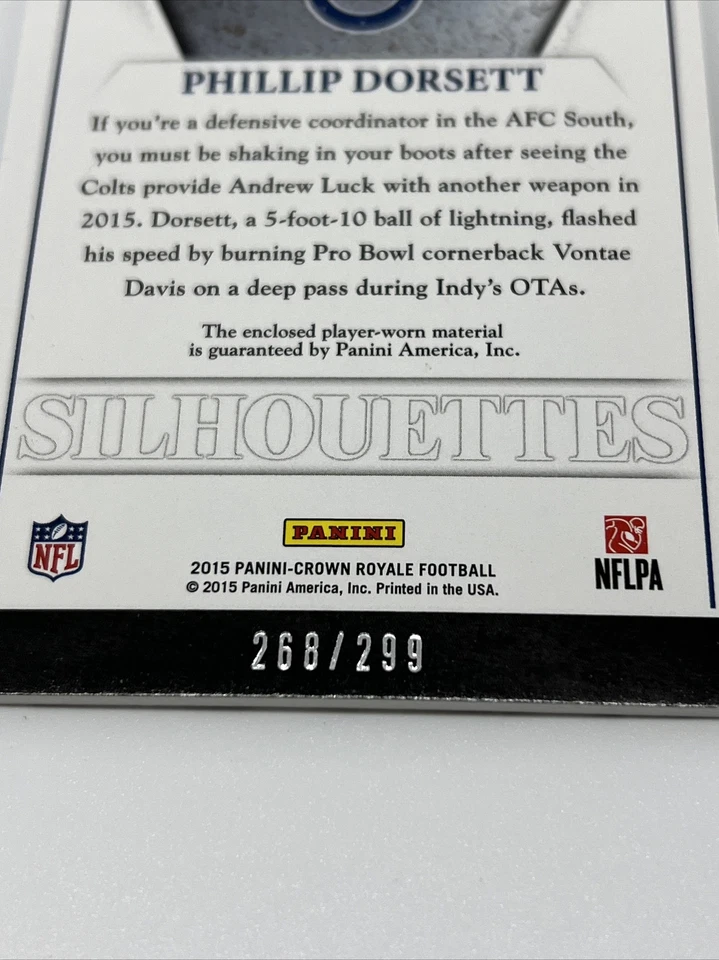 PHILLIP DORSETT
If you're a defensive coordinator in the AFC South,
you must be shaking in your boots after seeing the
Colts provide Andrew Luck with another weapon in
2015. Dorsett, a 5-foot-10 ball of lightning, flashed
his speed by burning Pro Bowl cornerback Vontae
Davis on a deep pass during Indy's OTAs.
The enclosed player-worn material
is guaranteed by Panini America, Inc.
SILHOUETTES
NFL
PANINI
NFLPA
2015 PANINI-CROWN ROYALE FOOTBALL
© 2015 Panini America, Inc. Printed in the USA.
268/299